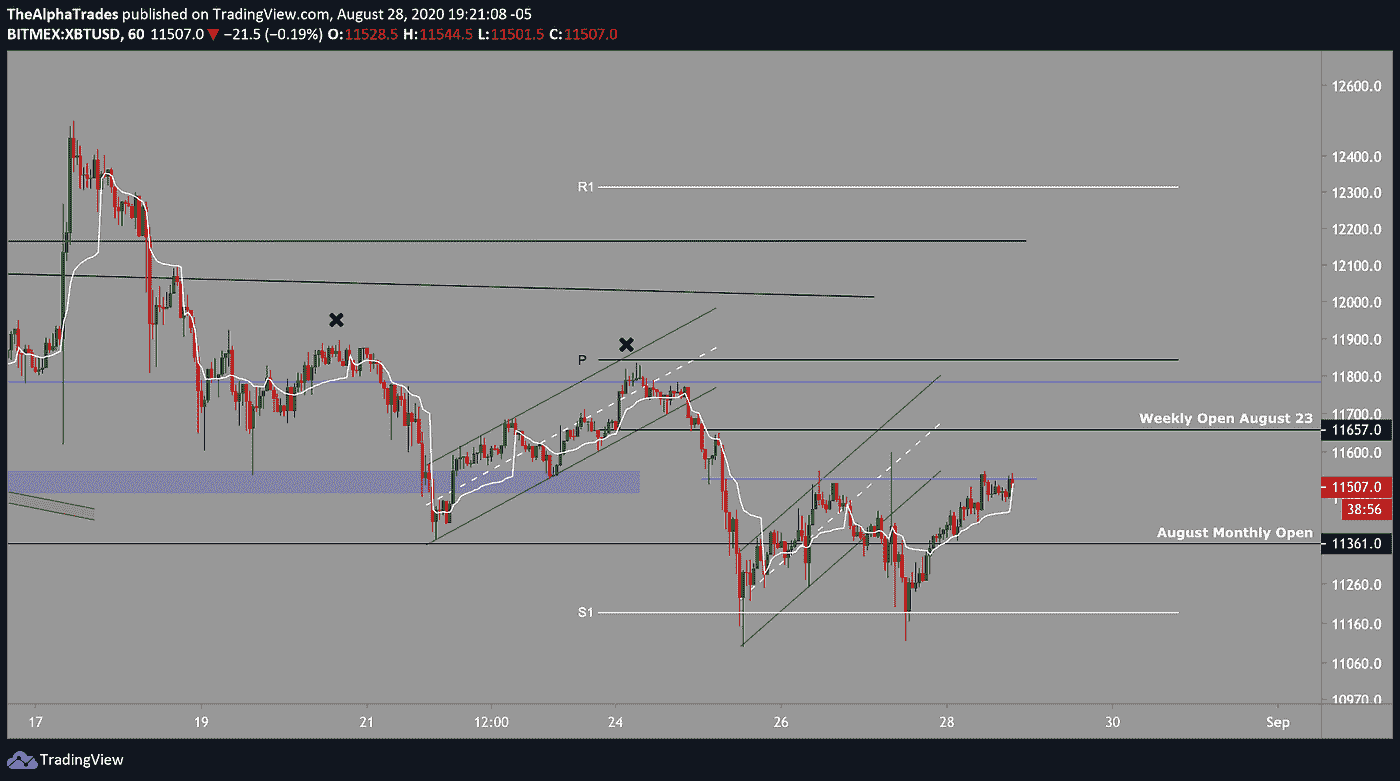 TheAlphaTrades published on TradingView.com, August 28, 2020 19:21:08 -05
BITMEX:XBTUSD, 60 11507.0 ▼ −21.5 (−0.19%) O:11528.5 H:11544.5 L:11501.5 C:11507.0
12600.0
12400.0
R1
12300.0
12200.0
12100.0
12000.0
11900.0
P
11800.0
Weekly Open August 23
11700.0
11657.0
11600.0
11507.0
38:56
August Monthly Open
11361.0
11260.0
S1
11160.0
11060.0
10970.0
17 19 21 12:00 24 26 28 30 Sep
TradingView